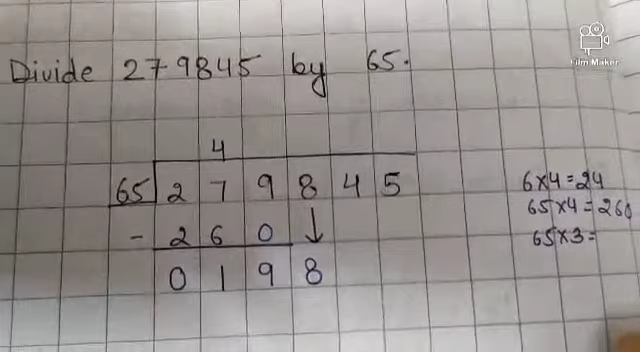 Divide 279845 by 65.
Film Maker
4
65 2 7 9 8 4 5
- 2 6 0 ↓
0 1 9 8
6x4=24
65x4=260
65x3=